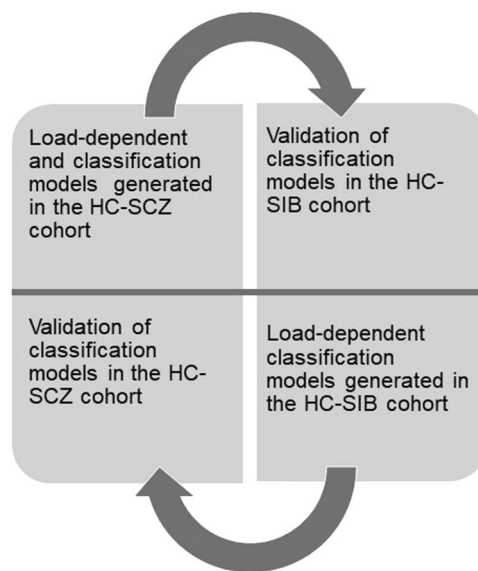 Load-dependent
and classification
models generated
in the HC-SCZ
cohort
Validation of
classification
models in the HC-
SIB cohort
Validation of
classification
models in the HC-
SCZ cohort
Load-dependent
classification
models generated in
the HC-SIB cohort